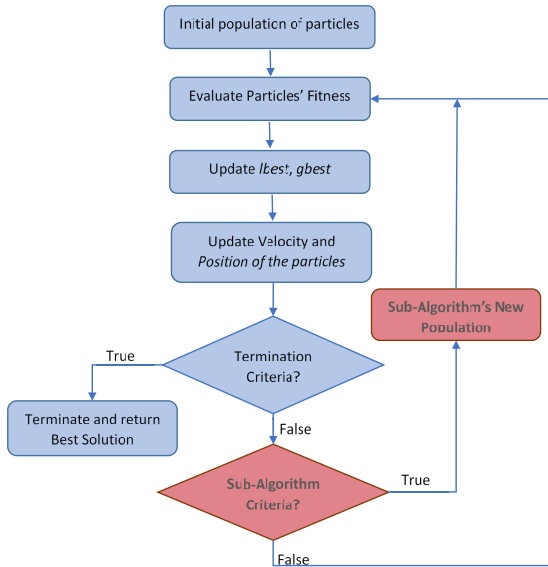 Initial population of particles
Evaluate Particles' Fitness
Update lbest, gbest
Update Velocity and
Position of the particles
Sub-Algorithm's New
Population
Termination
Criteria?
True
Terminate and return
Best Solution
False
Sub-Algorithm
Criteria?
True
False